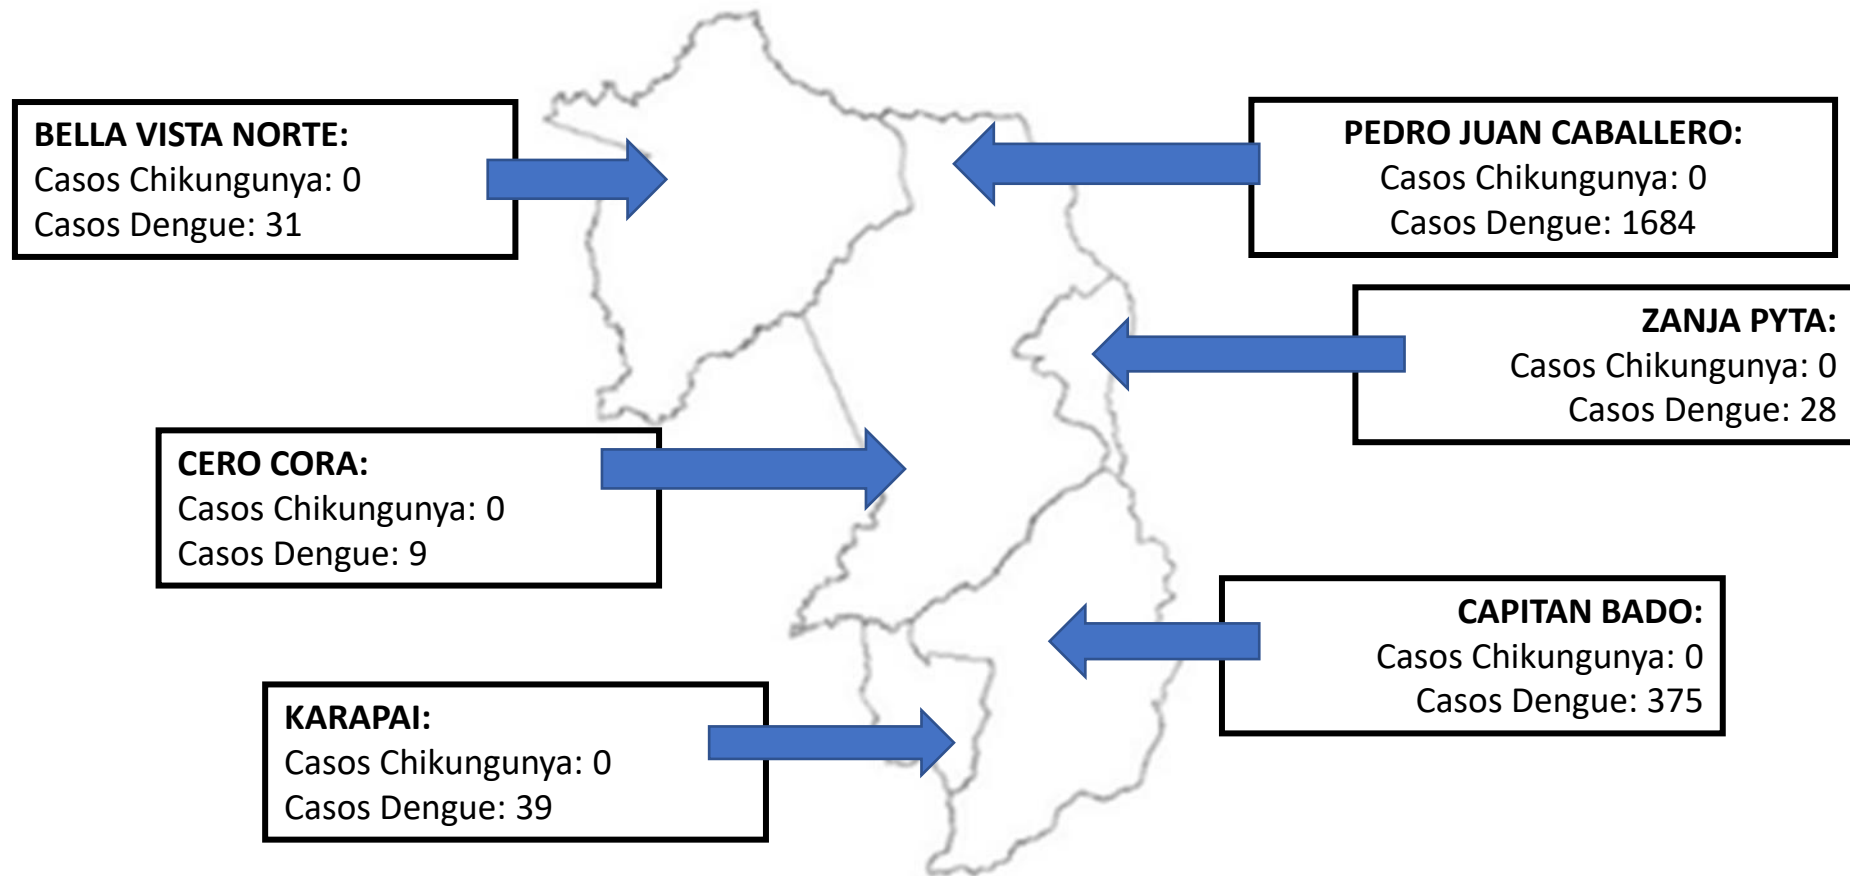 BELLA VISTA NORTE:
Casos Chikungunya: 0
Casos Dengue: 31
PEDRO JUAN CABALLERO:
Casos Chikungunya: 0
Casos Dengue: 1684
ZANJA PYTA:
Casos Chikungunya: 0
Casos Dengue: 28
CERO CORA:
Casos Chikungunya: 0
Casos Dengue: 9
CAPITAN BADO:
Casos Chikungunya: 0
Casos Dengue: 375
KARAPAI:
Casos Chikungunya: 0
Casos Dengue: 39